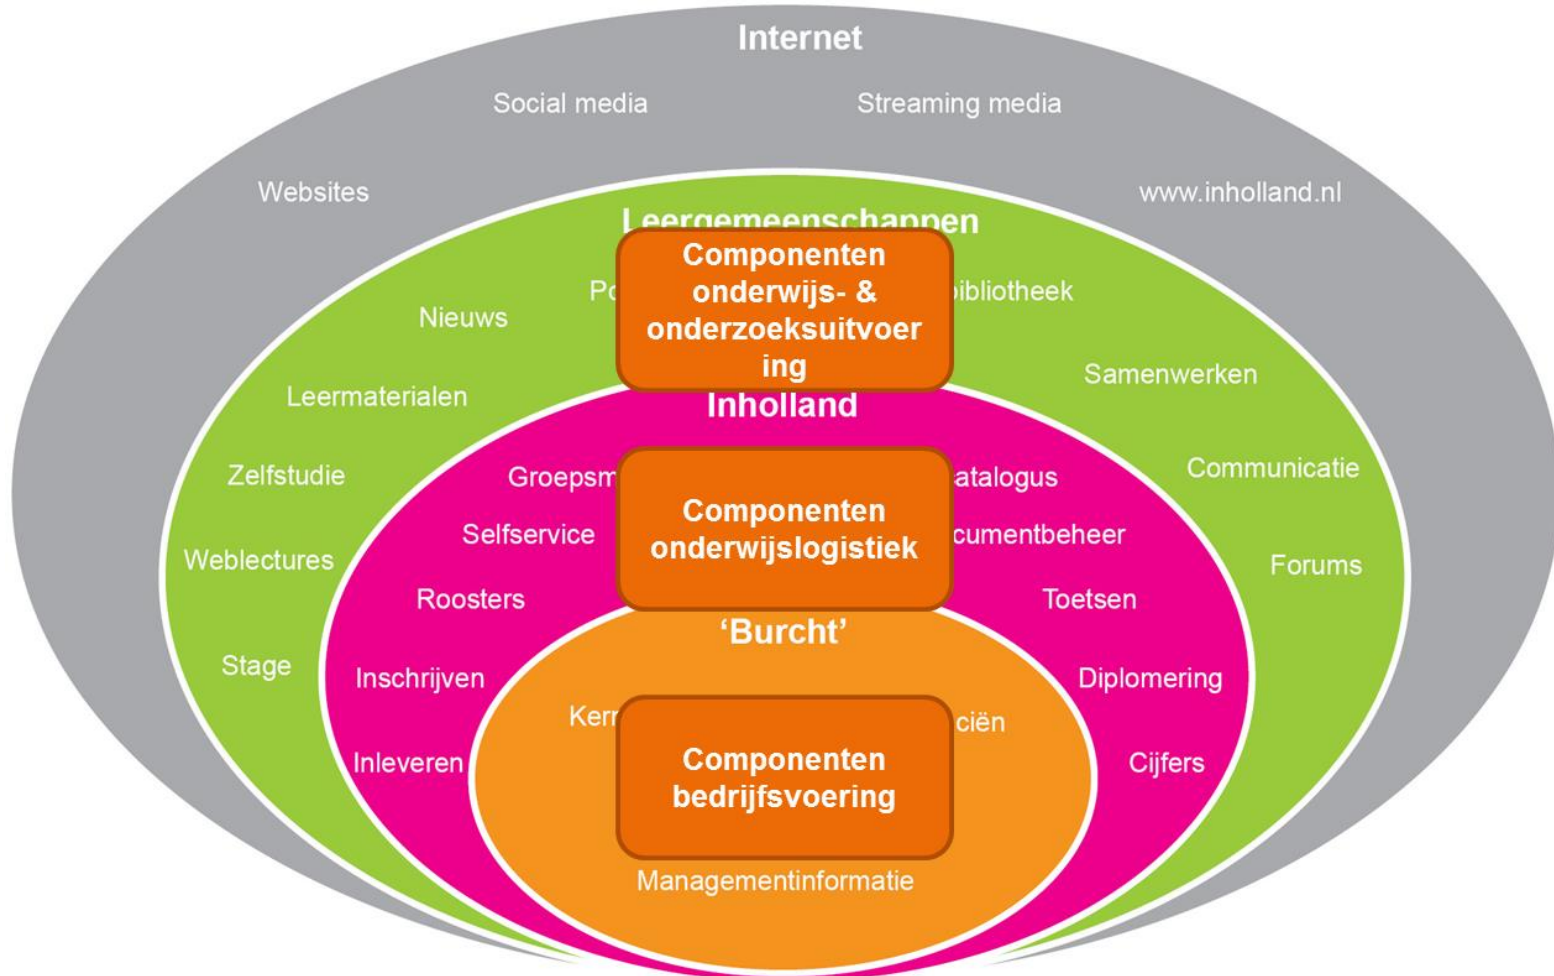 Internet
Social media
Streaming media
Websites
www.inholland.nl
Leergemeenschappen
Componenten
onderwijs- &
onderzoeksuitvoer
ing
Nieuws
Leermaterialen
Samenwerken
Zelfstudie
Communicatie
Weblectures
Forums
Stage
Inholland
Componenten
onderwijslogistiek
Selfservice
Roosters
Toetsen
Inschrijven
Diplomering
Inleveren
Cijfers
‘Burcht’
Componenten
bedrijfsvoering
Managementinformatie